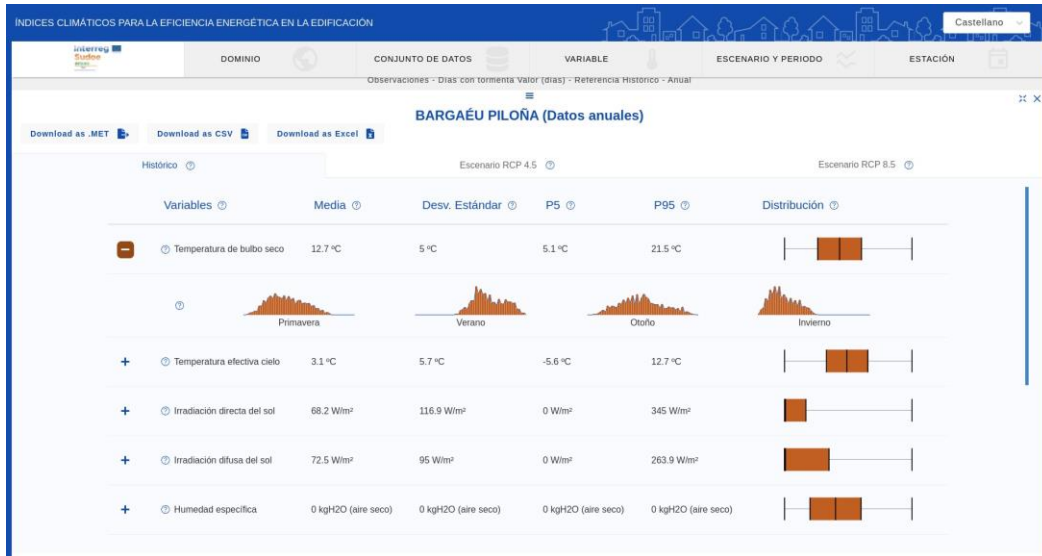 ÍNDICES CLIMÁTICOS PARA LA EFICIENCIA ENERGÉTICA EN LA EDIFICACIÓN
Castellano
Interreg
Sudoe
DOMINIO
CONJUNTO DE DATOS
VARIABLE
ESCENARIO Y PERIODO
ESTACIÓN
Observaciones - Días con tormenta Valor (días) - Referencia Histórico - Anual
BARGAÉU PILOÑA (Datos anuales)
Download as .MET Download as CSV Download as Excel
Histórico Escenario RCP 4.5 Escenario RCP 8.5
Variables Media Desv. Estándar P5 P95 Distribución
Temperatura de bulbo seco 12.7 ºC 5 ºC 5.1 ºC 21.5 ºC
Primavera Verano Otoño Invierno
Temperatura efectiva cielo 3.1 ºC 5.7 ºC -5.6 ºC 12.7 ºC
Irradiación directa del sol 68.2 W/m² 116.9 W/m² 0 W/m² 345 W/m²
Irradiación difusa del sol 72.5 W/m² 95 W/m² 0 W/m² 263.9 W/m²
Humedad específica 0 kgH2O (aire seco) 0 kgH2O (aire seco) 0 kgH2O (aire seco) 0 kgH2O (aire seco)